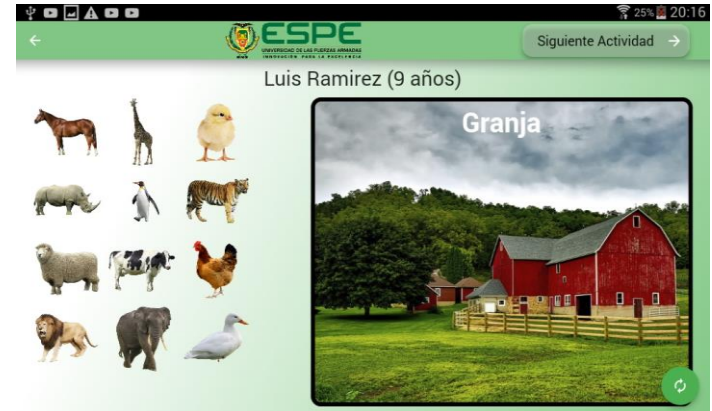 25% 20:16
ESPE
UNIVERSIDAD DE LAS FUERZAS ARMADAS
INNOVACIÓN PARA LA EXCELENCIA
Siguiente Actividad
Luis Ramirez (9 años)
Granja